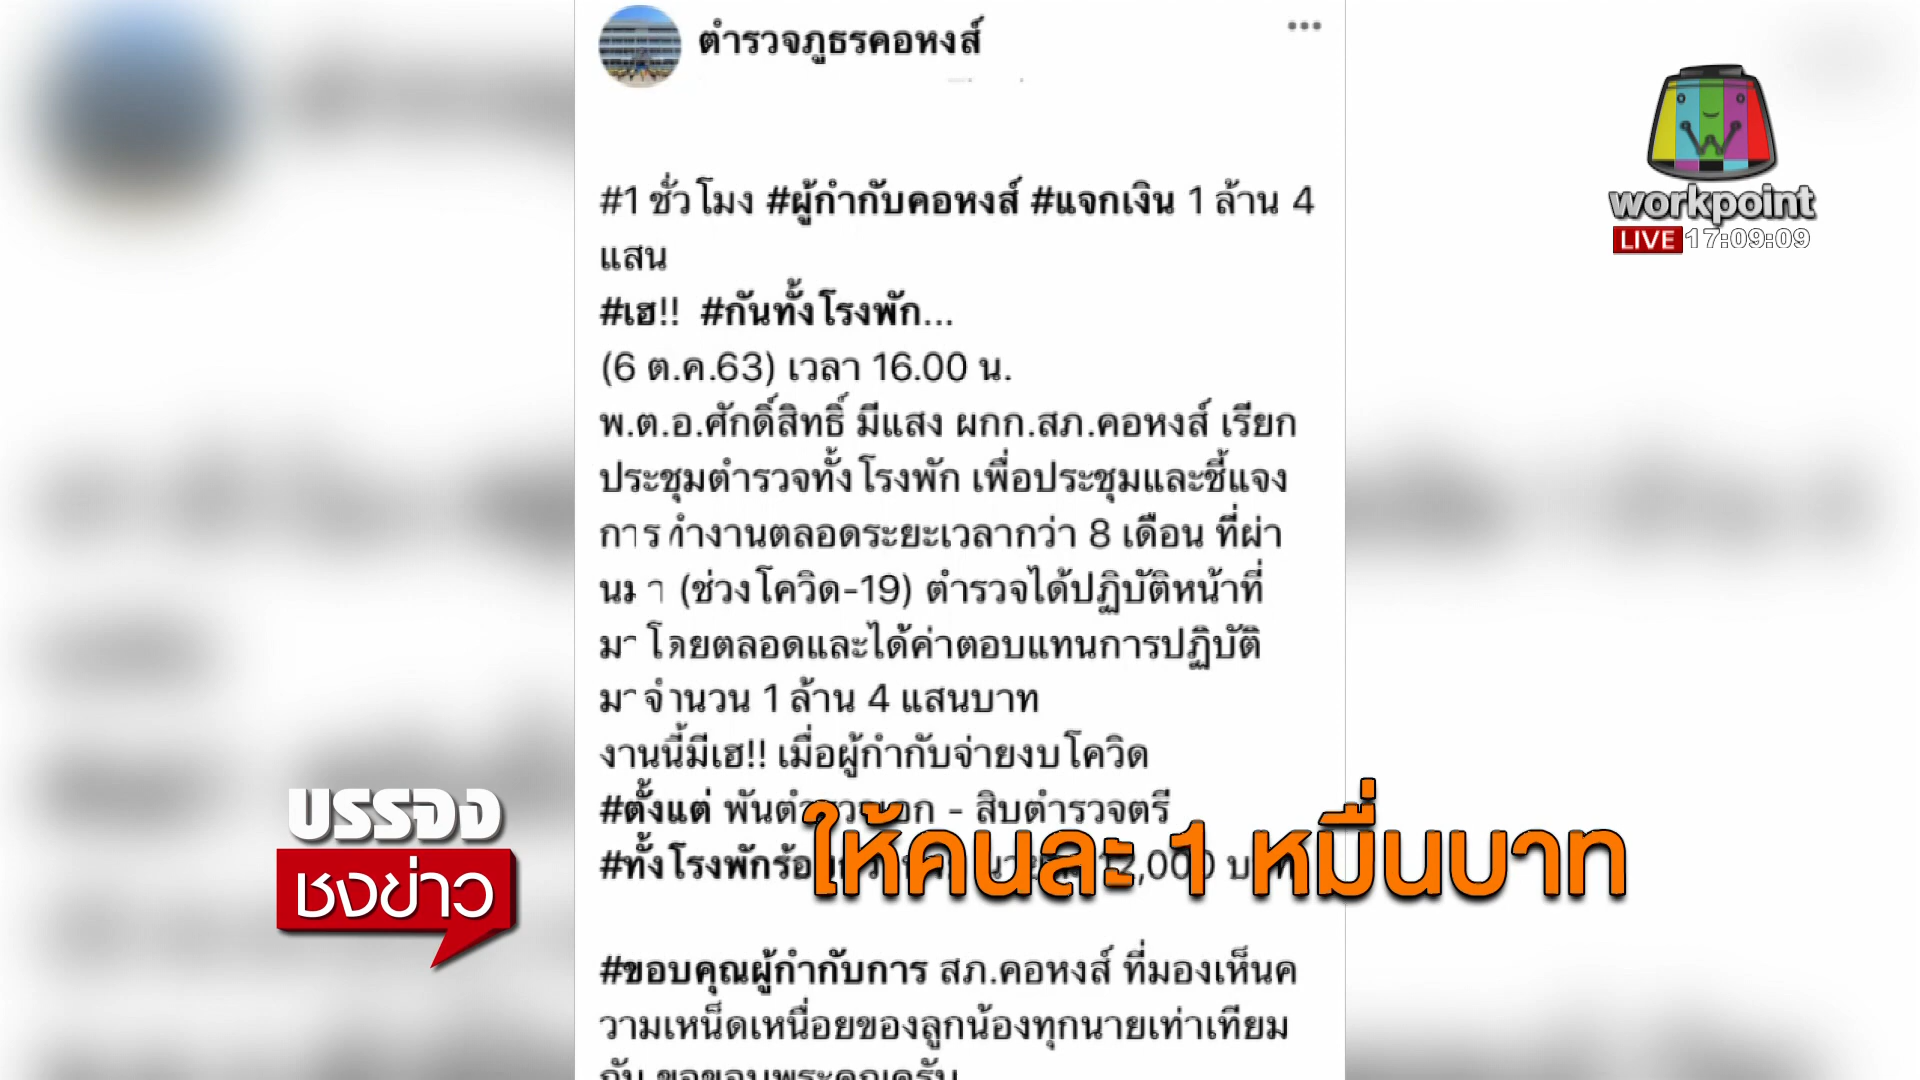 ตำรวจภูธรคอหงส์
#1 ชั่วโมง #ผู้กำกับคอหงส์ #แจกเงิน 1 ล้าน 4
แสน
#เฮ!! #กันทั้งโรงพัก...
(6 ต.ค.63) เวลา 16.00 น.
พ.ต.อ.ศักดิ์สิทธิ์ มีแสง ผกก.สภ.คอหงส์ เรียก
ประชุมตำรวจทั้งโรงพัก เพื่อประชุมและชี้แจง
การทำงานตลอดระยะเวลากว่า 8 เดือน ที่ผ่า
นมา (ช่วงโควิด-19) ตำรวจได้ปฏิบัติหน้าที่
มาโดยตลอดและได้ค่าตอบแทนการปฏิบัติ
มาจำนวน 1 ล้าน 4 แสนบาท
งานนี้มีเฮ!! เมื่อผู้กำกับจ่ายงบโควิด
#ตั้งแต่ พันตำรวจเอก - สิบตำรวจตรี
#ทั้งโรงพัก
#ขอบคุณผู้กำกับการ สภ.คอหงส์ ที่มองเห็นค
วามเหน็ดเหนื่อยของลูกน้องทุกนายเท่าเทียม
กัน ขอขอบพระคุณครับ
workpoint
LIVE 17:09:09
บรรจง
ชงข่าว
ให้คนละ 1 หมื่นบาท